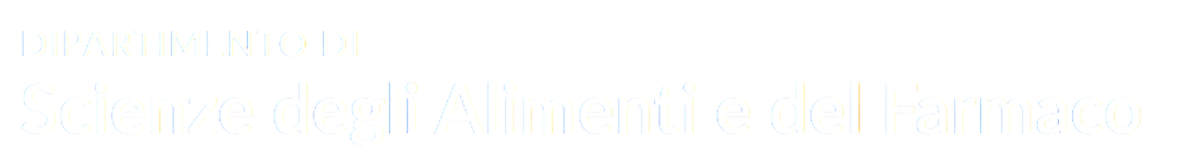 DIPARTIMENTO DI
Scienze degli Alimenti e del Farmaco